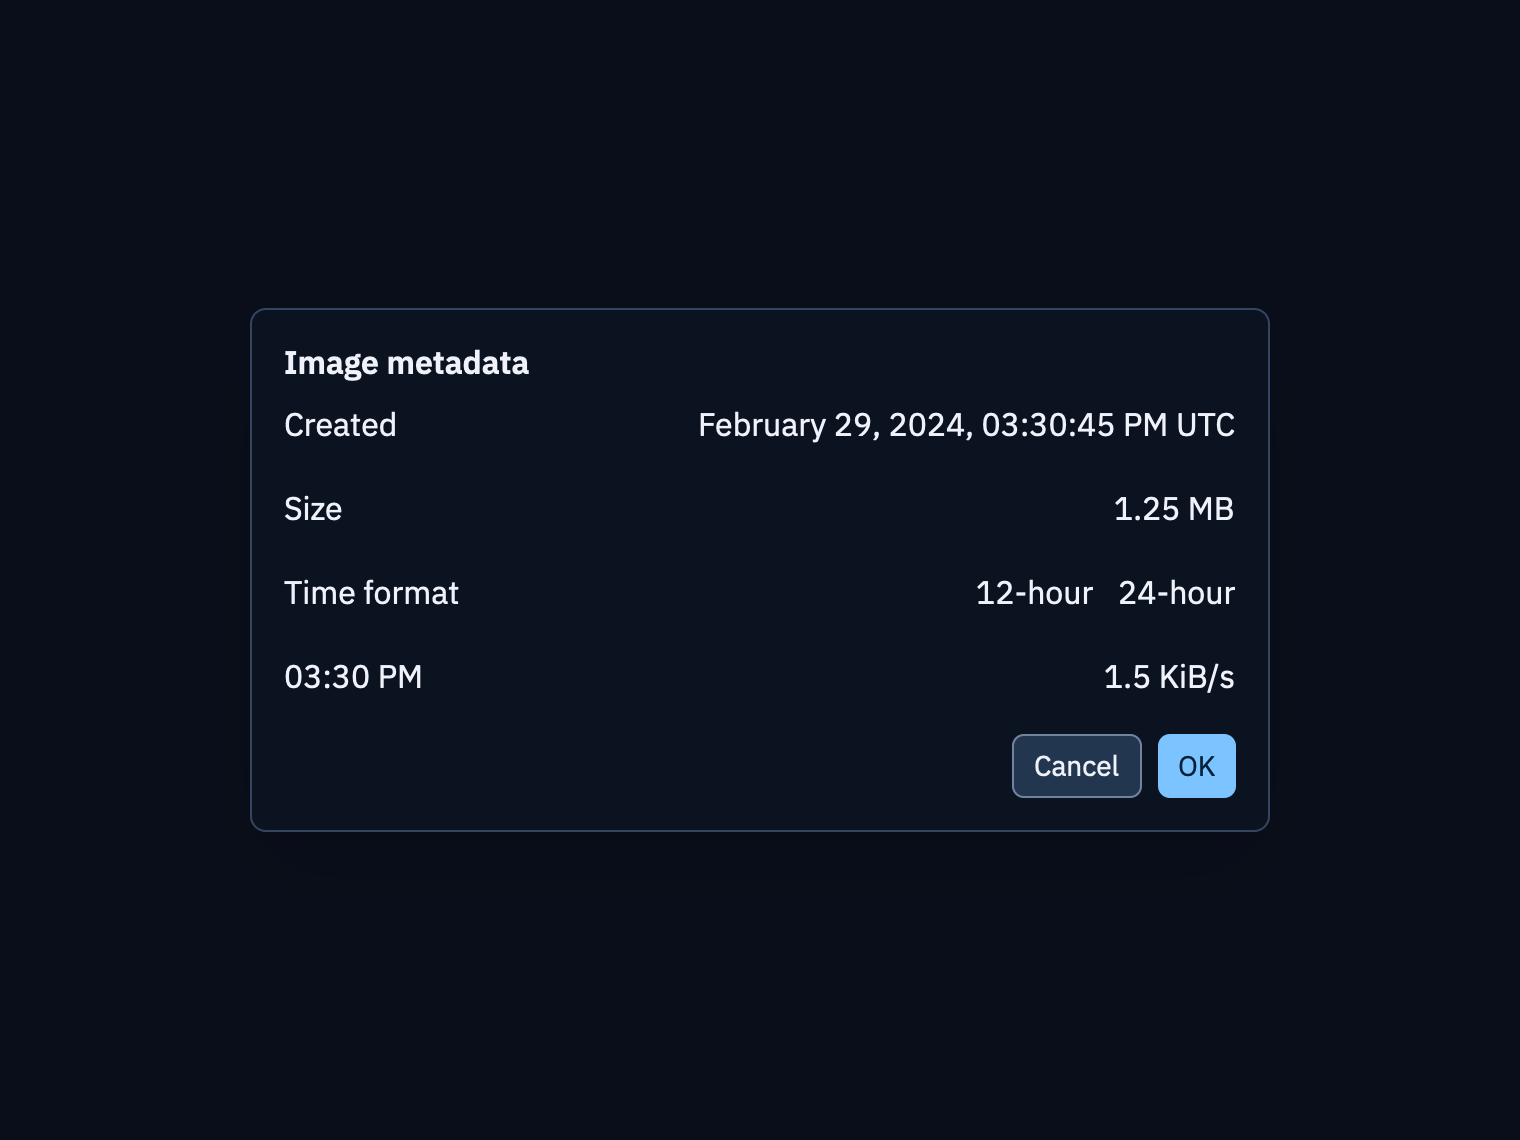 Image metadata
Created February 29, 2024, 03:30:45 PM UTC
Size 1.25 MB
Time format 12-hour 24-hour
03:30 PM 1.5 KiB/s
Cancel OK